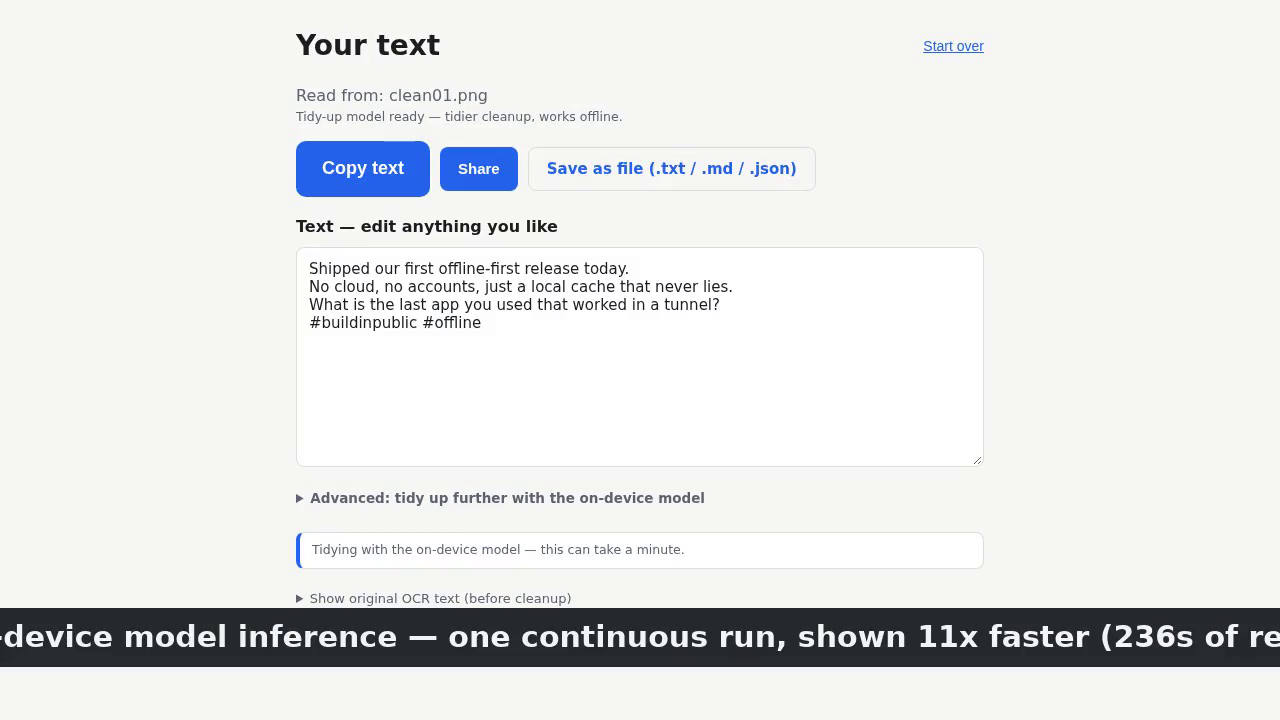 Your text
Start over
Read from: clean01.png
Tidy-up model ready — tidier cleanup, works offline.
Copy text
Share
Save as file (.txt / .md / .json)
Text — edit anything you like
Shipped our first offline-first release today.
No cloud, no accounts, just a local cache that never lies.
What is the last app you used that worked in a tunnel?
#buildinpublic #offline
Advanced: tidy up further with the on-device model
Tidying with the on-device model — this can take a minute.
Show original OCR text (before cleanup)
-device model inference — one continuous run, shown 11x faster (236s of re